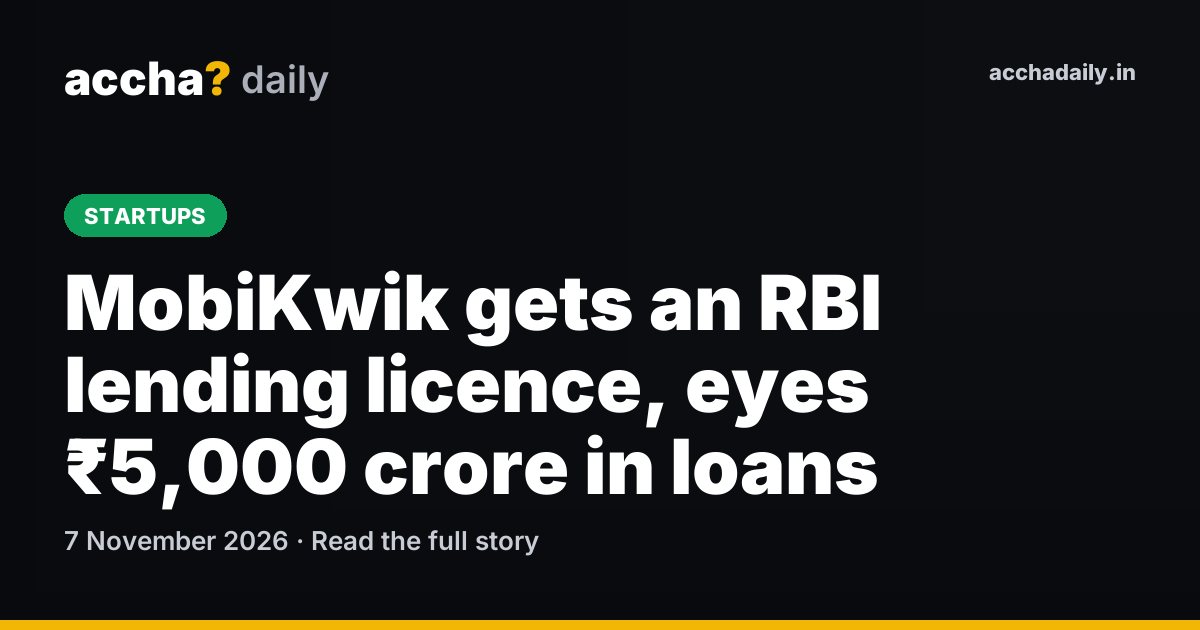 accha? daily
acchadaily.in
STARTUPS
MobiKwik gets an RBI
lending licence, eyes
₹5,000 crore in loans
7 November 2026 · Read the full story